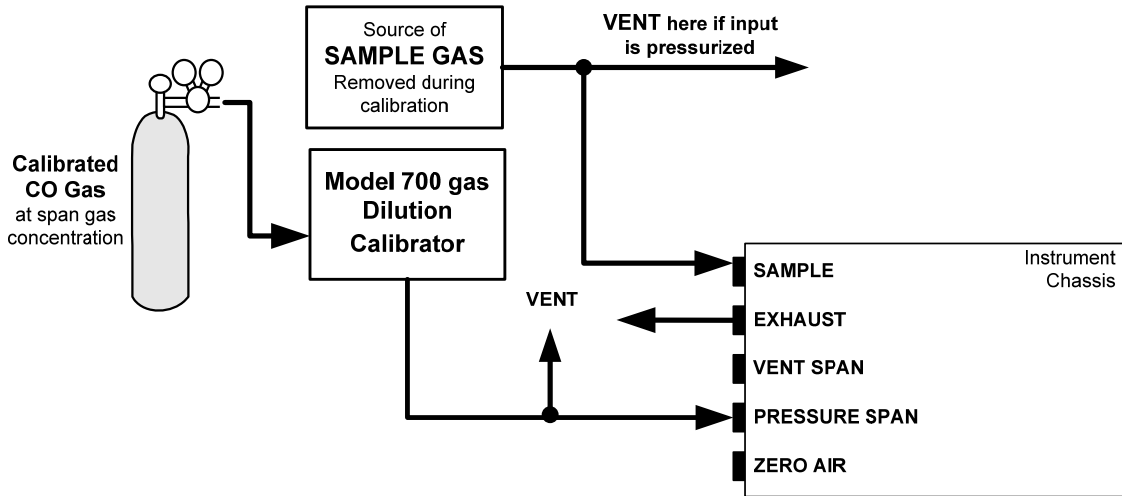 Source of
SAMPLE GAS
Removed during
calibration
VENT here if input
is pressurized
Calibrated
CO Gas
at span gas
concentration
Model 700 gas
Dilution
Calibrator
VENT
Instrument
Chassis
SAMPLE
EXHAUST
VENT SPAN
PRESSURE SPAN
ZERO AIR